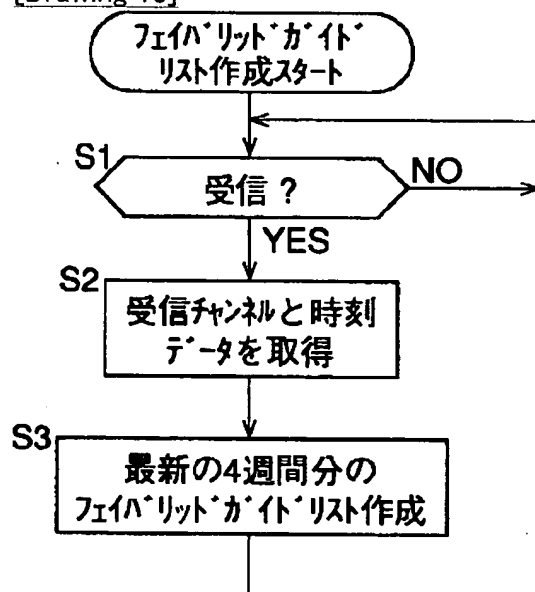 フェイバリットガイド
リスト作成スタート
S1
受信？
NO
YES
S2
受信チャンネルと時刻
データを取得
S3
最新の4週間分の
フェイバリットガイドリスト作成